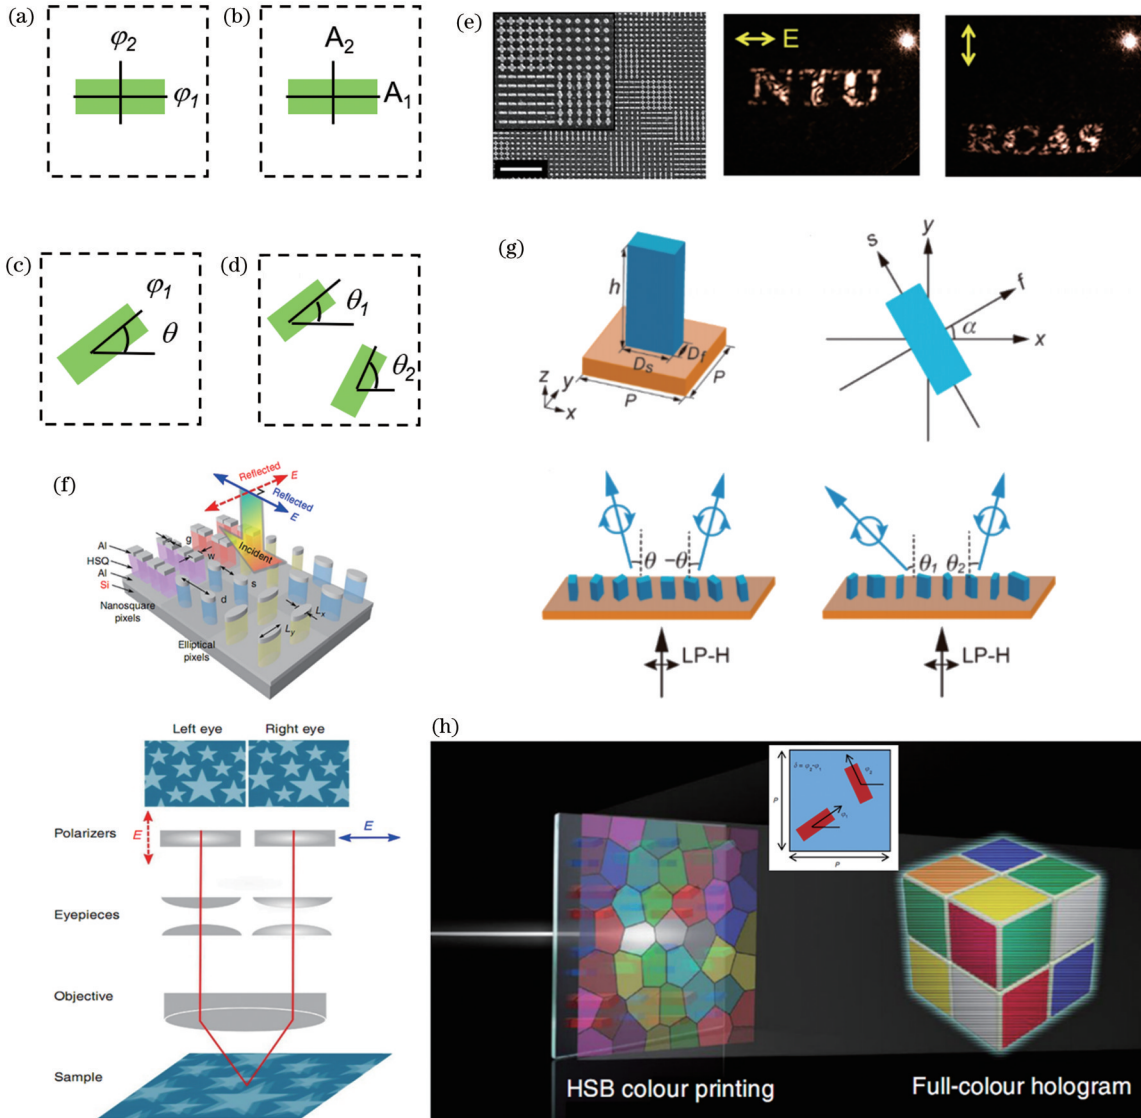 (a)
φ2
φ1
(b)
A2
A1
(e)
E
NTU
RCAS
(c)
φ1
θ
(d)
θ1
θ2
(g)
h
Ds
Df
P
P
z
y
x
s
y
f
α
x
θ
-θ
LP-H
θ1
θ2
LP-H
(f)
Reflected
E
Reflected
E
Incident
Al
HSQ
Al
Si
g
w
s
d
Lx
Ly
Nanosquare
pixels
Elliptical
pixels
Left eye
Right eye
Polarizers
E
E
Eyepieces
Objective
Sample
(h)
P
P
HSB colour printing
Full-colour hologram